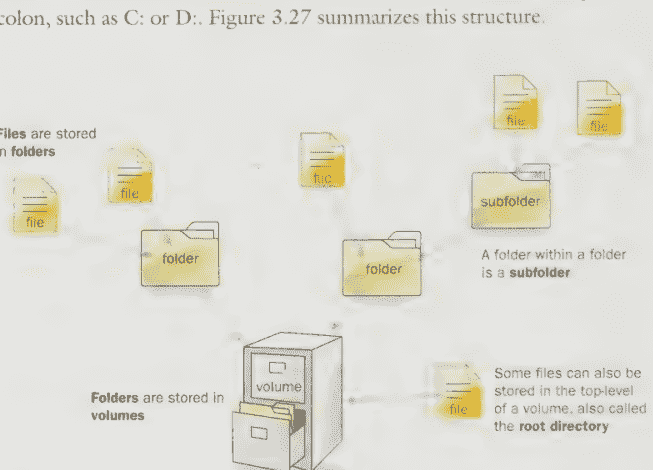 colon, such as C: or D:. Figure 3.27 summarizes this structure.
Files are stored
in folders
file
file
file
file
file
subfolder
folder
folder
A folder within a folder
is a subfolder
volume
Folders are stored in
volumes
file
Some files can also be
stored in the top-level
of a volume, also called
the root directory